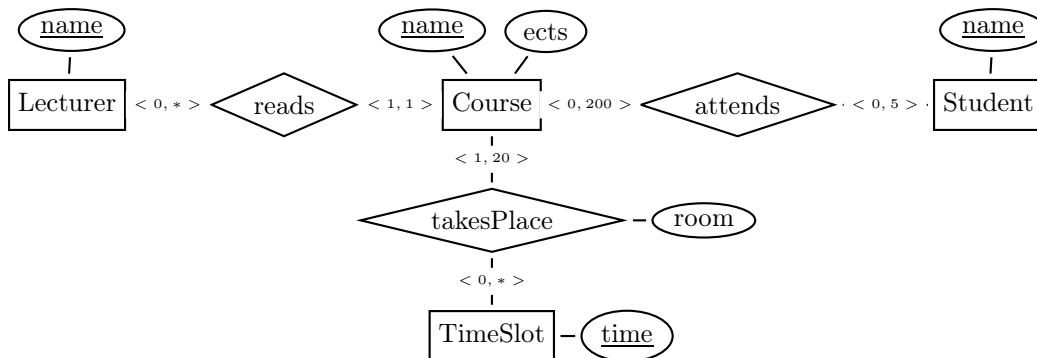 name name ects name
Lecturer < 0, ∗ > reads < 1, 1 > Course < 0, 200 > attends < 0, 5 > Student
< 1, 20 >
takesPlace room
< 0, ∗ >
TimeSlot time